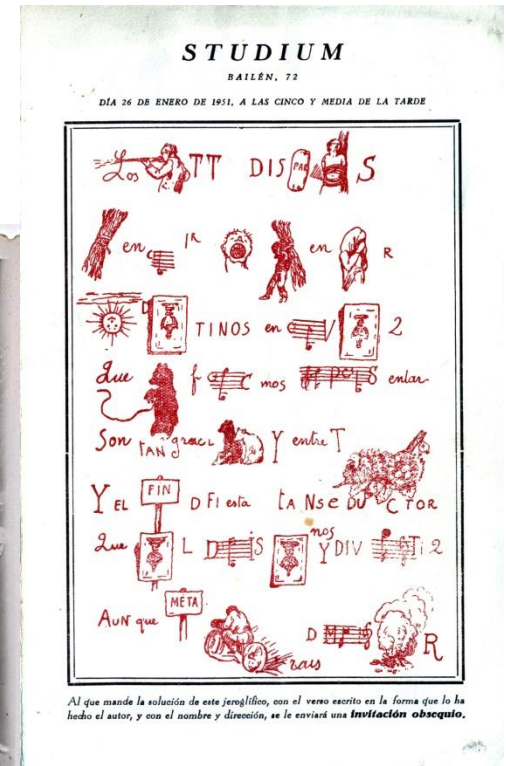 STUDIUM
BAILÉN, 72
DÍA 26 DE ENERO DE 1951, A LAS CINCO Y MEDIA DE LA TARDE
Los TT DIS PAR S
en IR en R
D TINOS en V 2
Que f C mos S entar
Son TAN graci Y entre T
Y EL FIN D FI esta tA NSe DU C TOR
Que L D IS nos Y DIV Ti 2
AUN que META rais D R
Al que mande la solución de este jeroglífico, con el verso escrito en la forma que lo ha
hecho el autor, y con el nombre y dirección, se le enviará una invitación obsequio.